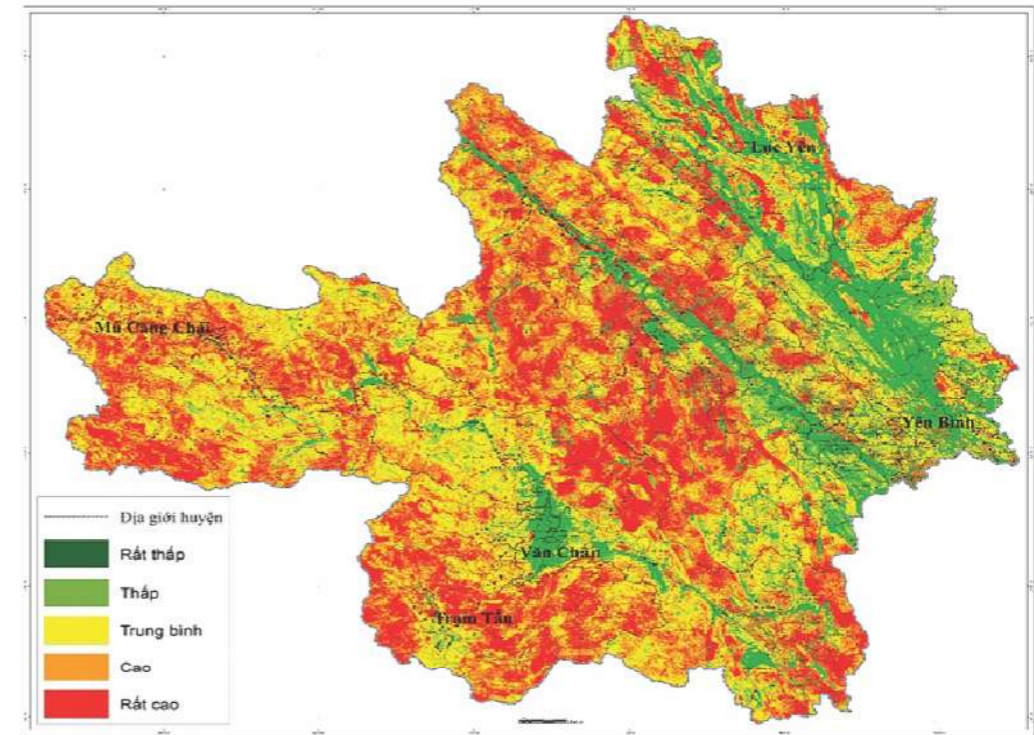 Lục Yên
Mù Cang Chải
Yên Bình
Văn Chấn
Trạm Tấu
Địa giới huyện
Rất thấp
Thấp
Trung bình
Cao
Rất cao